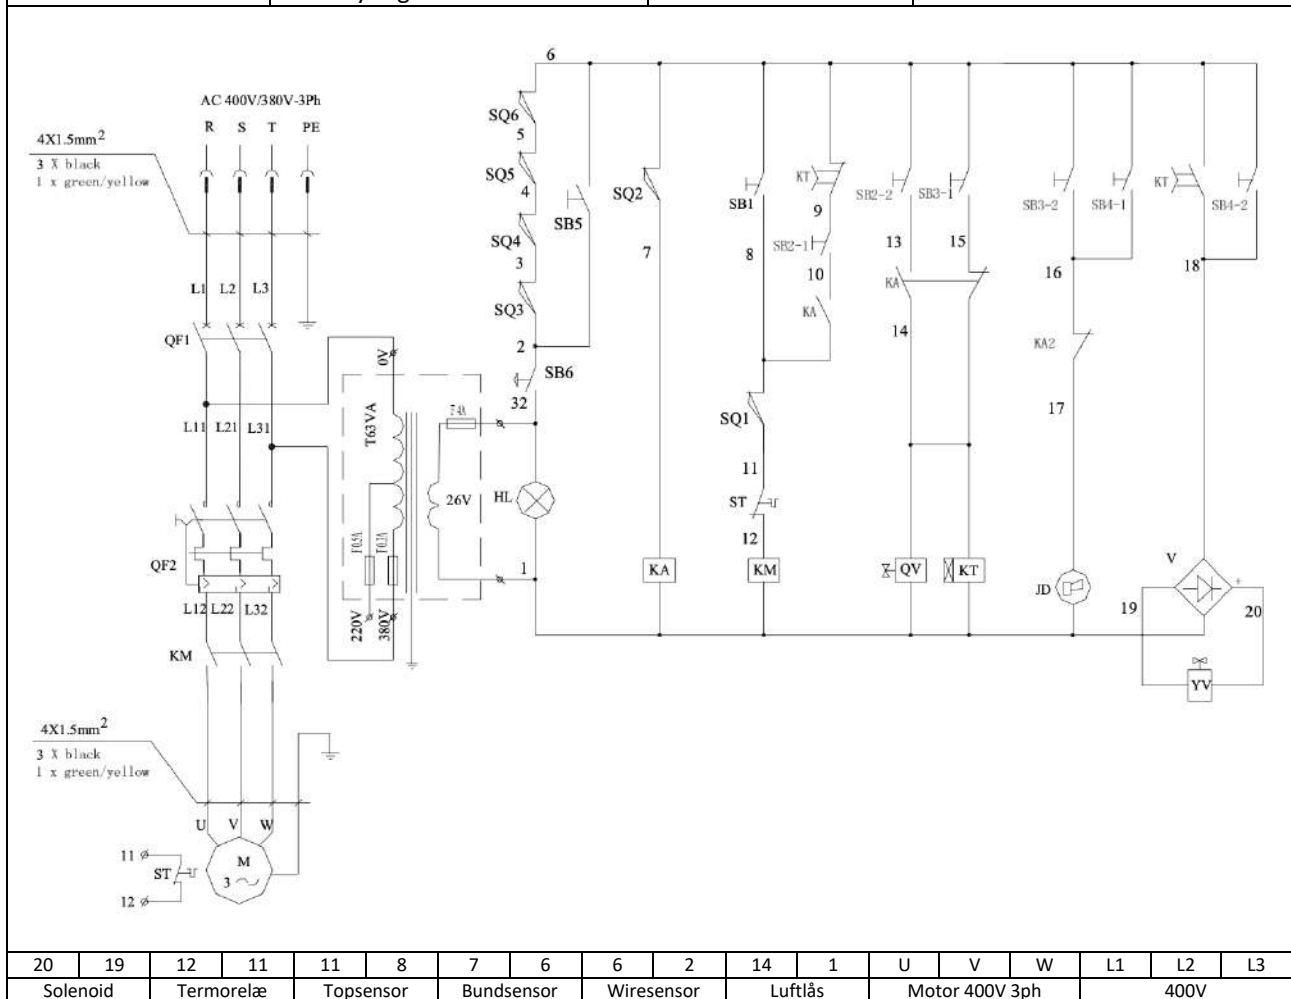 6
AC 400V/380V-3Ph
R S T PE
4X1.5mm2
3 X black
1 x green/yellow
SQ6
5
SQ5
4
SQ4
3
SQ3
2
SB5
SB6
32
SQ2
7
SB1
8
KT
9
SB2-1
10
KA
SQ1
11
ST
12
SB2-2
SB3-1
13
15
KA
14
SB3-2
SB4-1
16
KA2
17
KT
SB4-2
18
L1 L2 L3
QF1
0V
L11 L21 L31
T63VA
F4A
26V
HL
F0.5A
220V
380V
1
QF2
L12 L22 L32
KM
KA
KM
QV
KT
JD
V
+
19
20
YV
4X1.5mm2
3 X black
1 x green/yellow
U V W
M
3
11
ST
12
20 19 12 11 11 8 7 6 6 2 14 1 U V W L1 L2 L3
Solenoid Termorelæ Topsensor Bundsensor Wiresensor Luftlås Motor 400V 3ph 400V